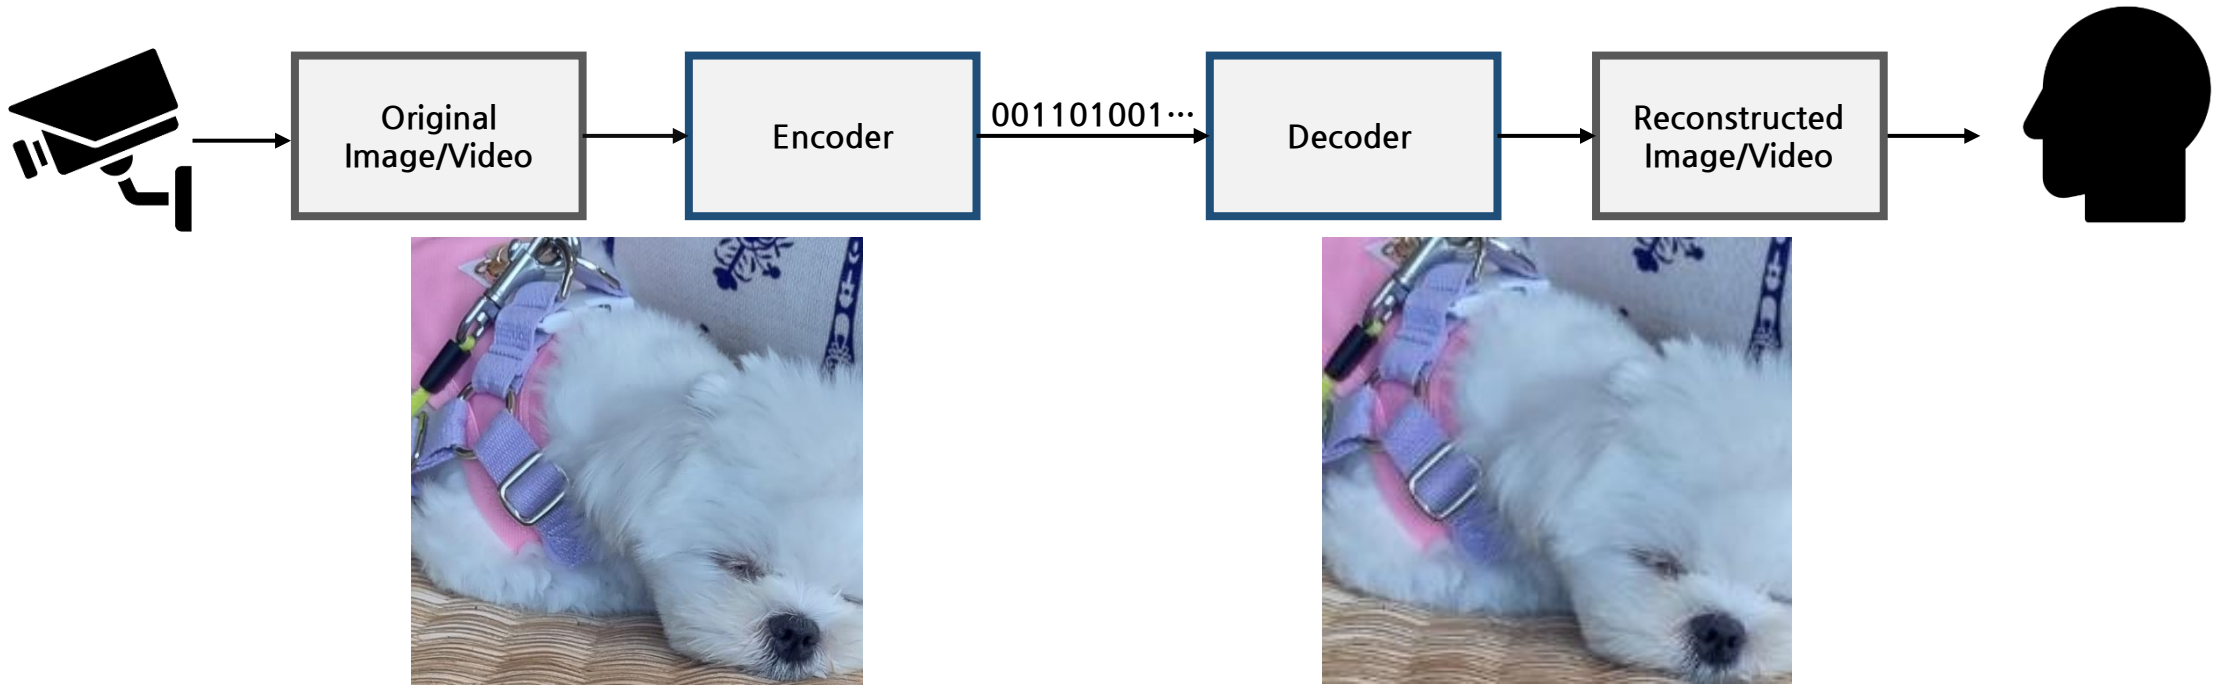 Original
Image/Video
Encoder
001101001…
Decoder
Reconstructed
Image/Video